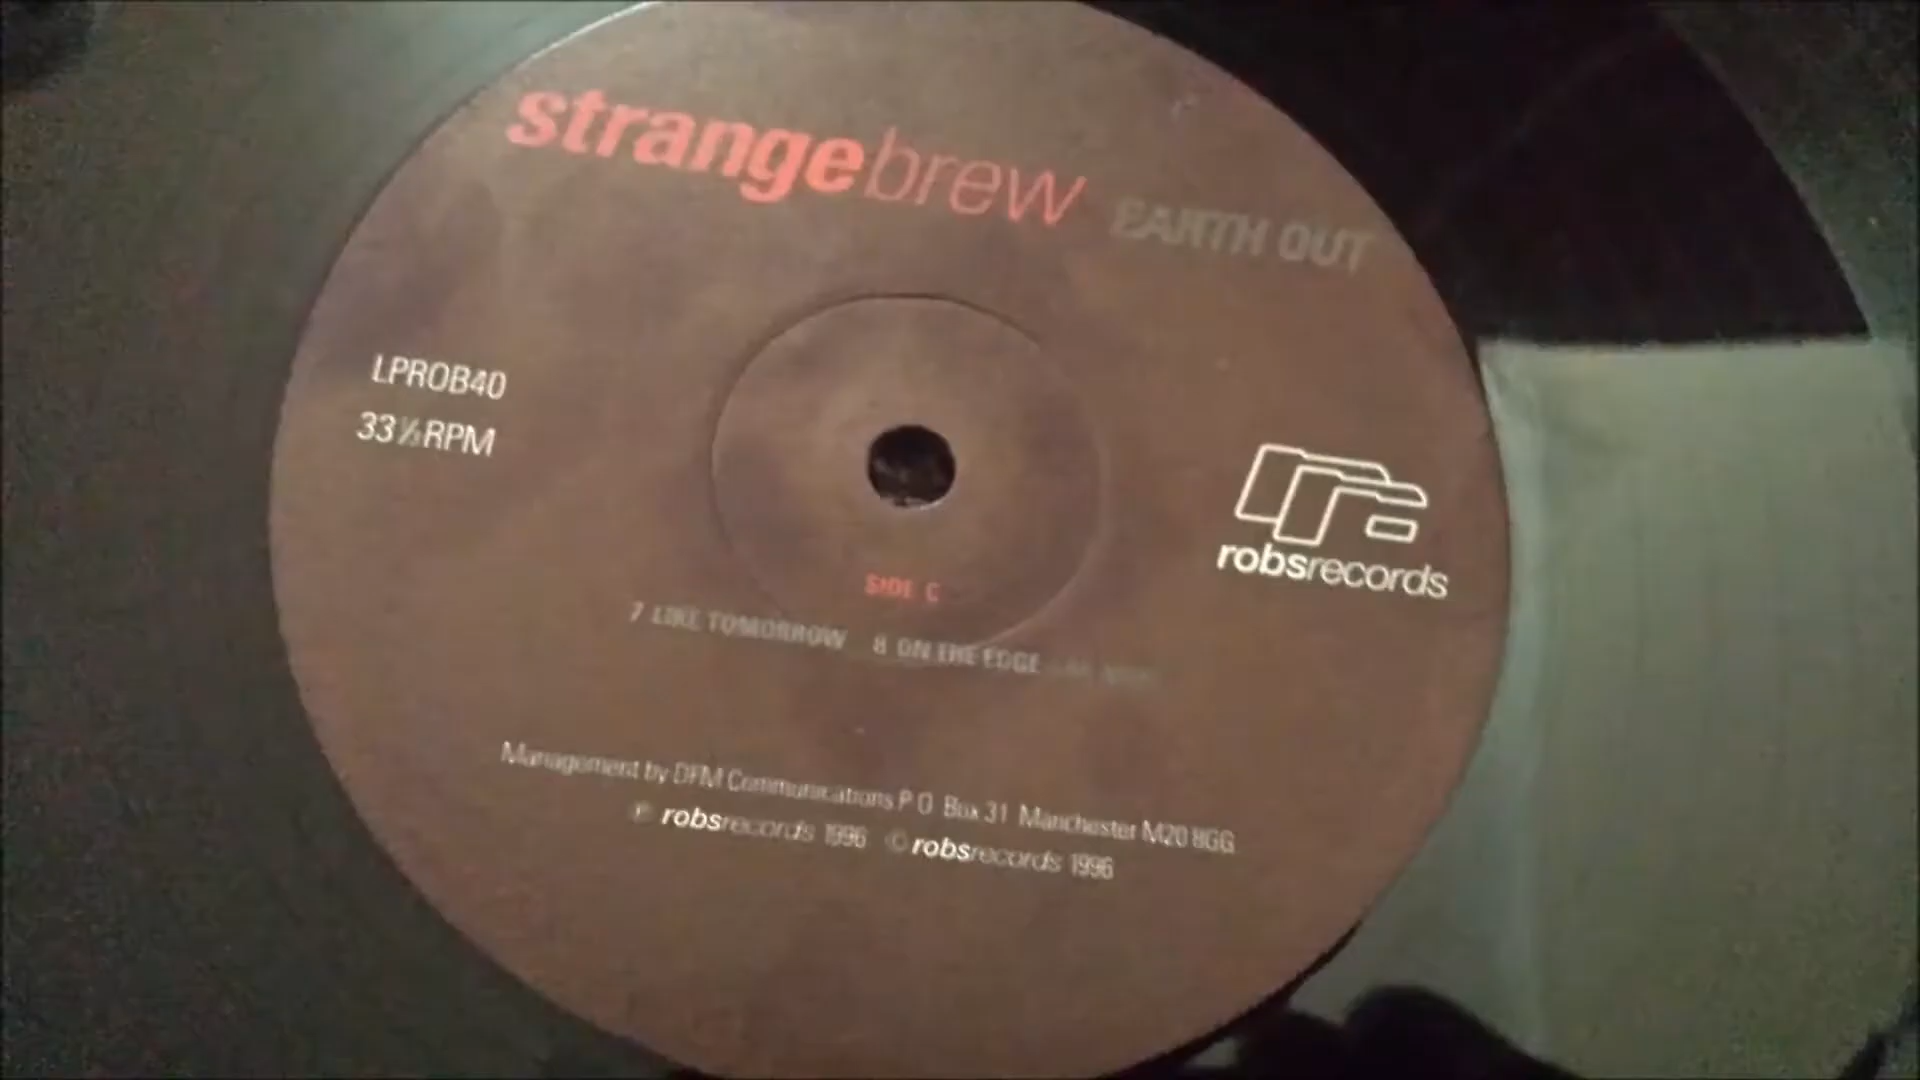 strangebrew EARTH OUT
LPROB40
33⅓RPM
robsrecords
SIDE C
7 LIKE TOMORROW 8 ON THE EDGE
Management by DFM Communications P O Box 31 Manchester M20 8GG
℗ robsrecords 1996 © robsrecords 1996